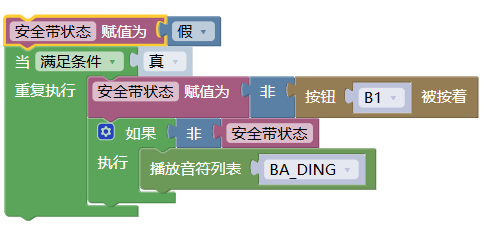 安全带状态 赋值为 假
当 满足条件 真
重复执行 安全带状态 赋值为 非 按钮 B1 被按着
如果 非 安全带状态
执行 播放音符列表 BA_DING